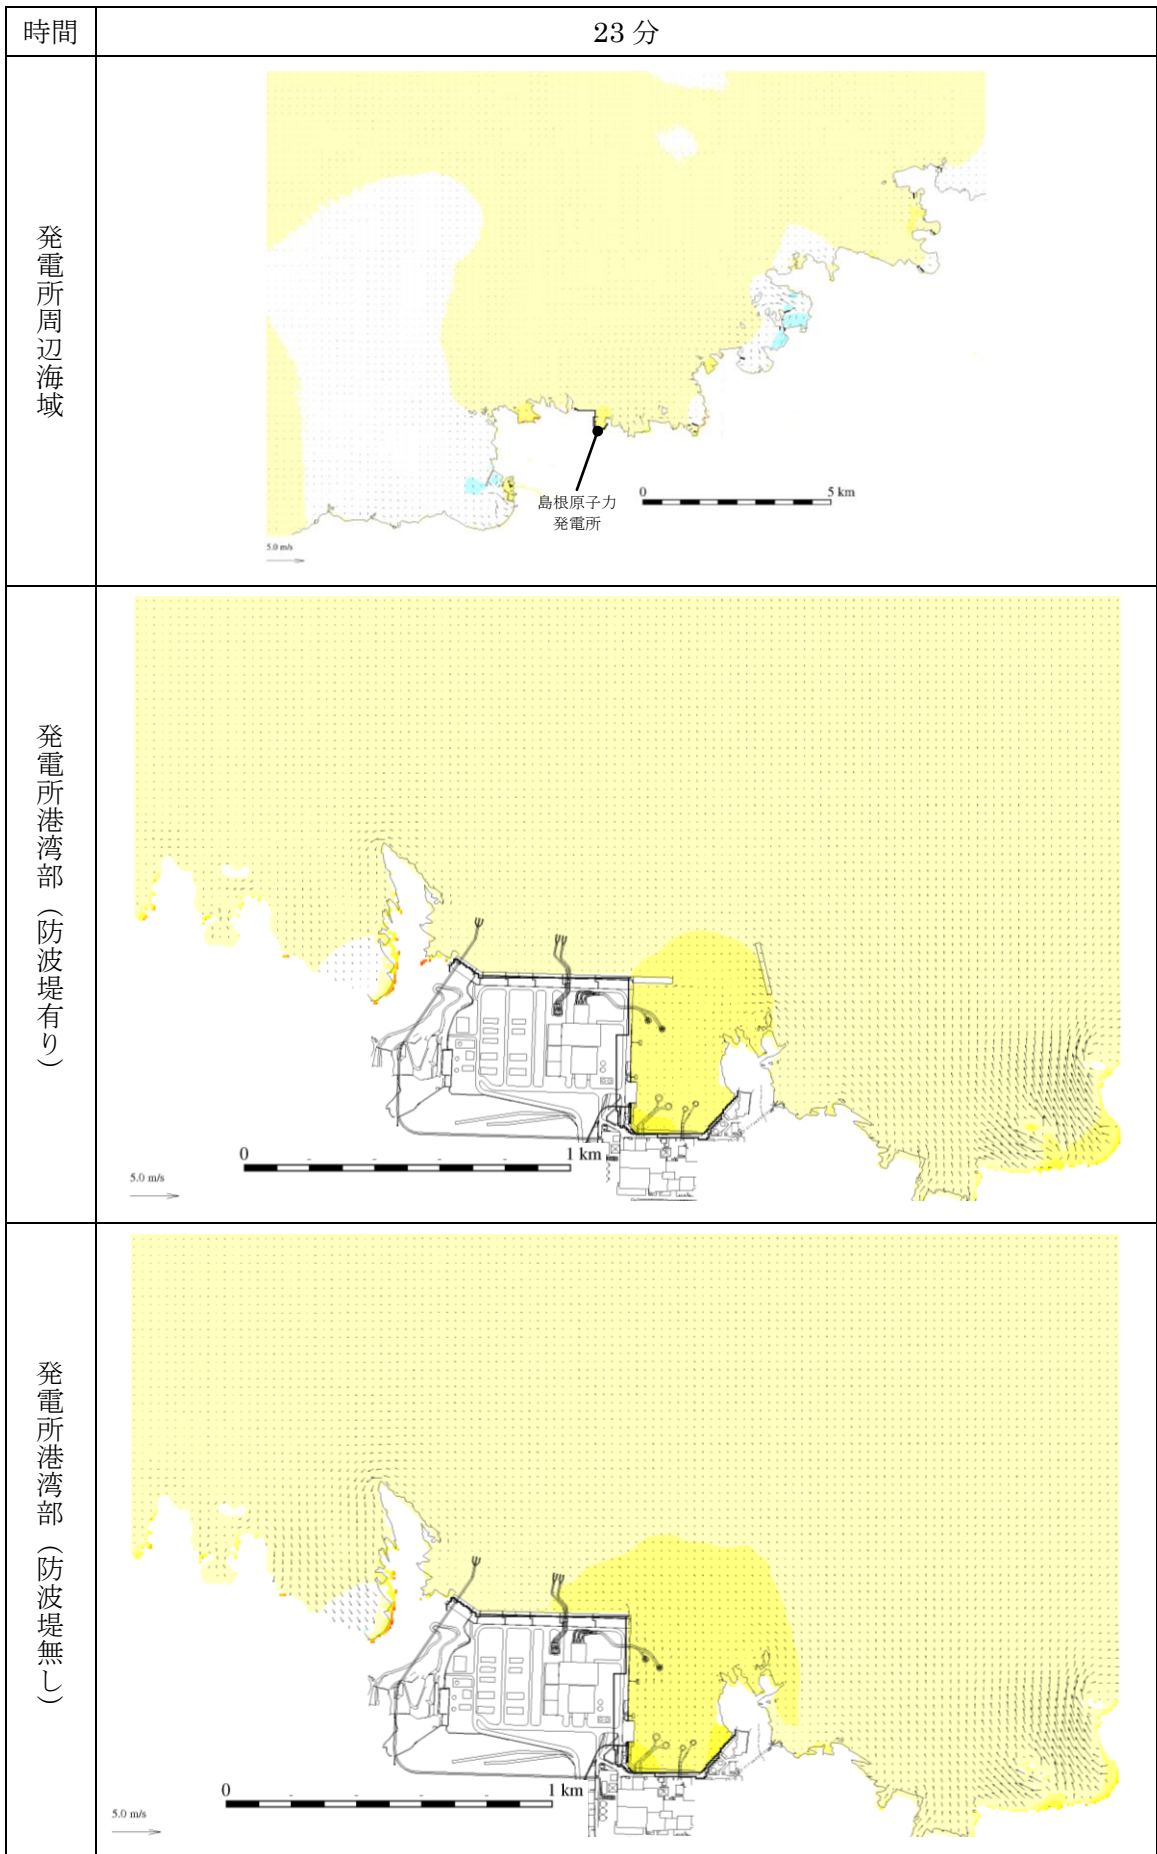 時間
23 分
発電所周辺海域
島根原子力
発電所
0
5 km
5.0 m/s
発電所港湾部（防波堤有り）
0
1 km
5.0 m/s
発電所港湾部（防波堤無し）
0
1 km
5.0 m/s